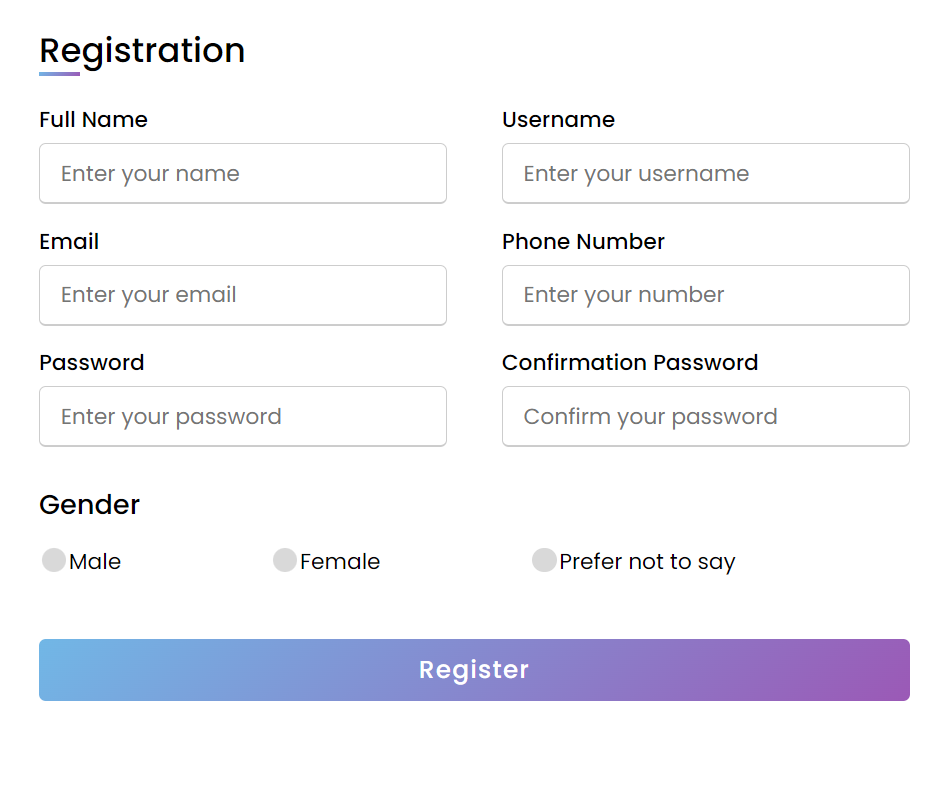 Registration
Full Name
Username
Enter your name
Enter your username
Email
Phone Number
Enter your email
Enter your number
Password
Confirmation Password
Enter your password
Confirm your password
Gender
Male
Female
Prefer not to say
Register